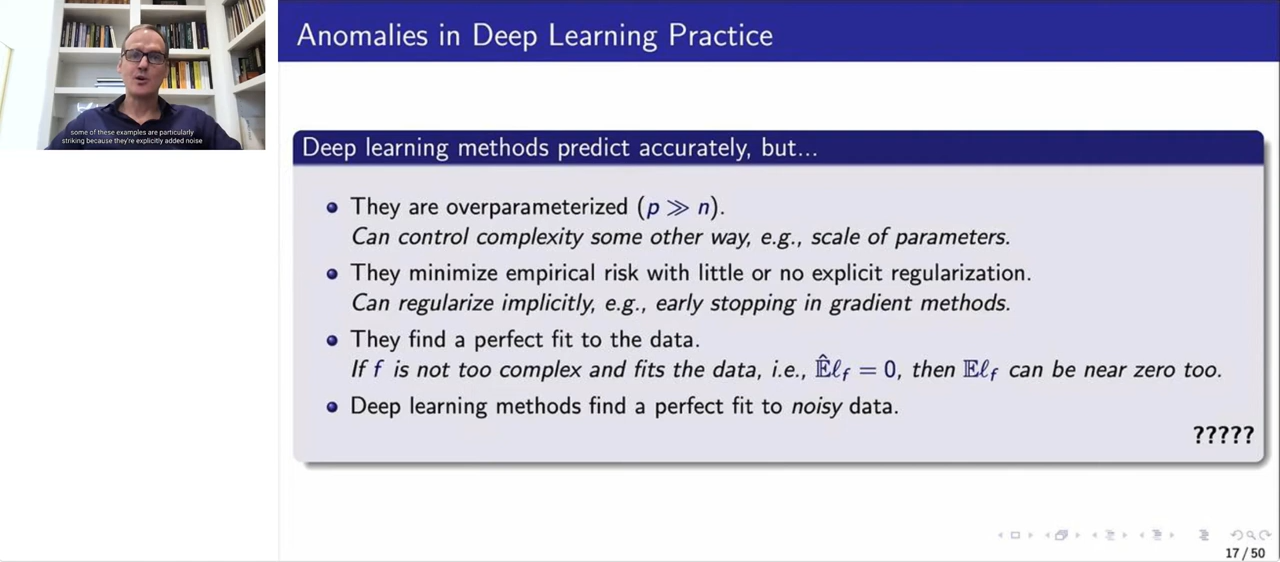 some of these examples are particularly
striking because they're explicitly added noise
Anomalies in Deep Learning Practice
Deep learning methods predict accurately, but...
They are overparameterized (p ≫ n).
Can control complexity some other way, e.g., scale of parameters.
They minimize empirical risk with little or no explicit regularization.
Can regularize implicitly, e.g., early stopping in gradient methods.
They find a perfect fit to the data.
If f is not too complex and fits the data, i.e., Êℓf = 0, then 𝔼ℓf can be near zero too.
Deep learning methods find a perfect fit to noisy data.
?????
17 / 50